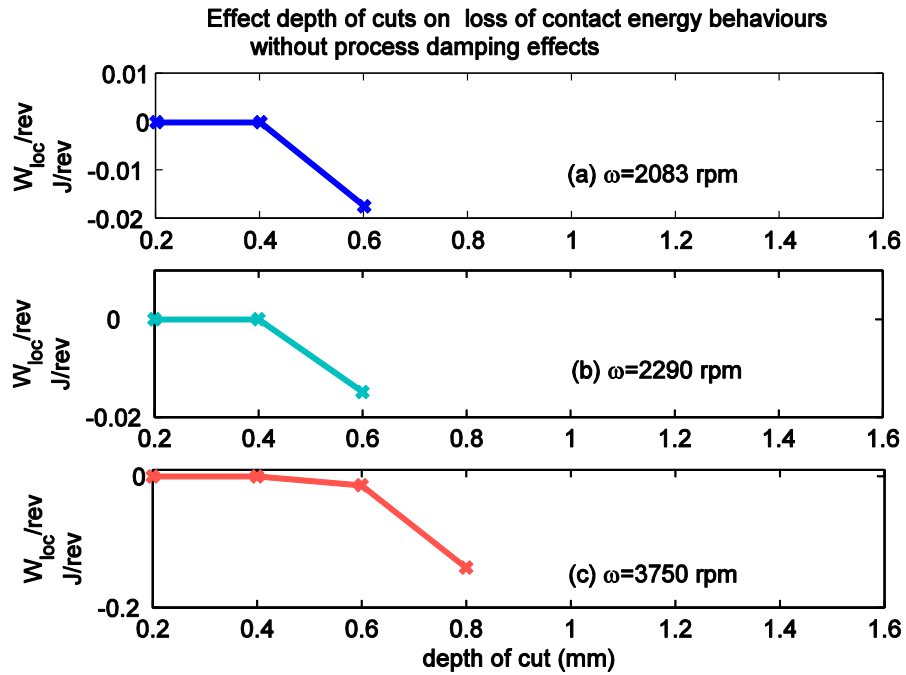 Effect depth of cuts on loss of contact energy behaviours
without process damping effects
W_loc/rev
J/rev
0.01
0
-0.01
-0.02
(a) ω=2083 rpm
0.2 0.4 0.6 0.8 1 1.2 1.4 1.6
W_loc/rev
J/rev
0
-0.02
(b) ω=2290 rpm
0.2 0.4 0.6 0.8 1 1.2 1.4 1.6
W_loc/rev
J/rev
0
-0.2
(c) ω=3750 rpm
0.2 0.4 0.6 0.8 1 1.2 1.4 1.6
depth of cut (mm)